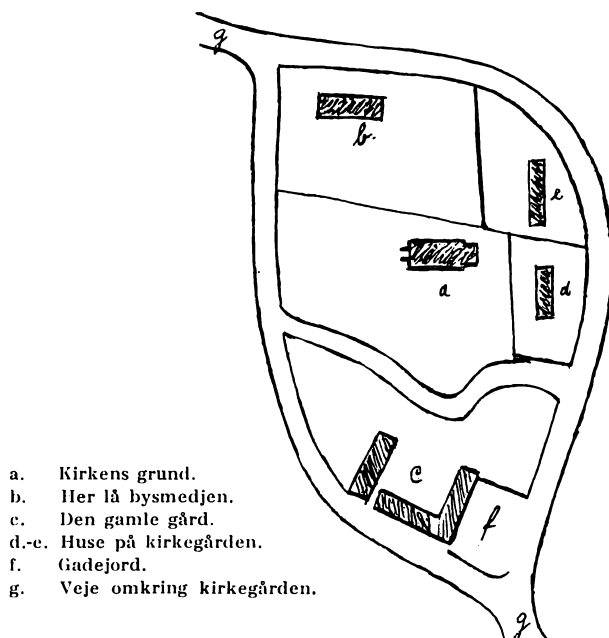 g
b.
e
a
d
c
f
g
a. Kirkens grund.
b. Her lå bysmedjen.
c. Den gamle gård.
d.-e. Huse på kirkegården.
f. Gadejord.
g. Veje omkring kirkegården.